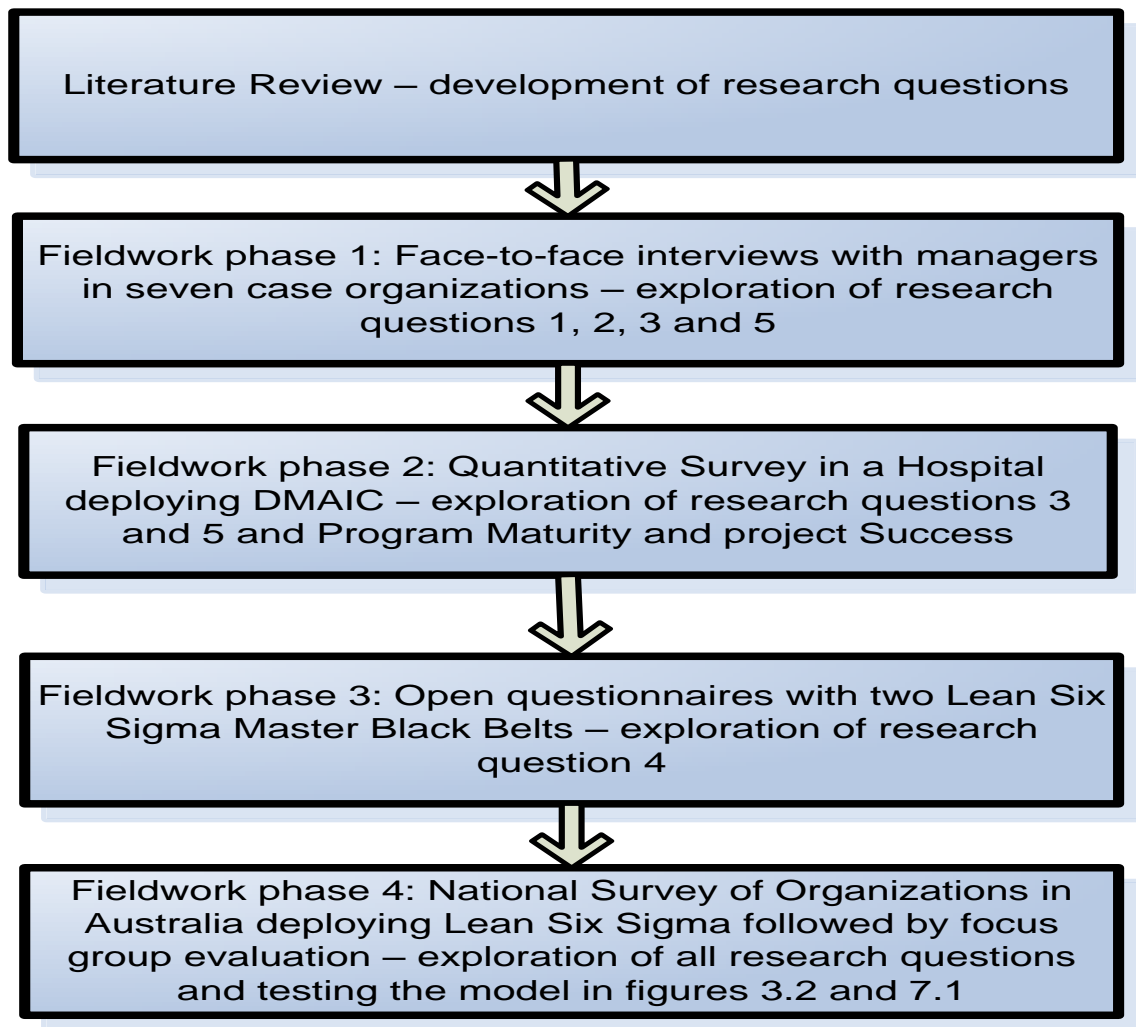 Literature Review – development of research questions
Fieldwork phase 1: Face-to-face interviews with managers
in seven case organizations – exploration of research
questions 1, 2, 3 and 5
Fieldwork phase 2: Quantitative Survey in a Hospital
deploying DMAIC – exploration of research questions 3
and 5 and Program Maturity and project Success
Fieldwork phase 3: Open questionnaires with two Lean Six
Sigma Master Black Belts – exploration of research
question 4
Fieldwork phase 4: National Survey of Organizations in
Australia deploying Lean Six Sigma followed by focus
group evaluation – exploration of all research questions
and testing the model in figures 3.2 and 7.1